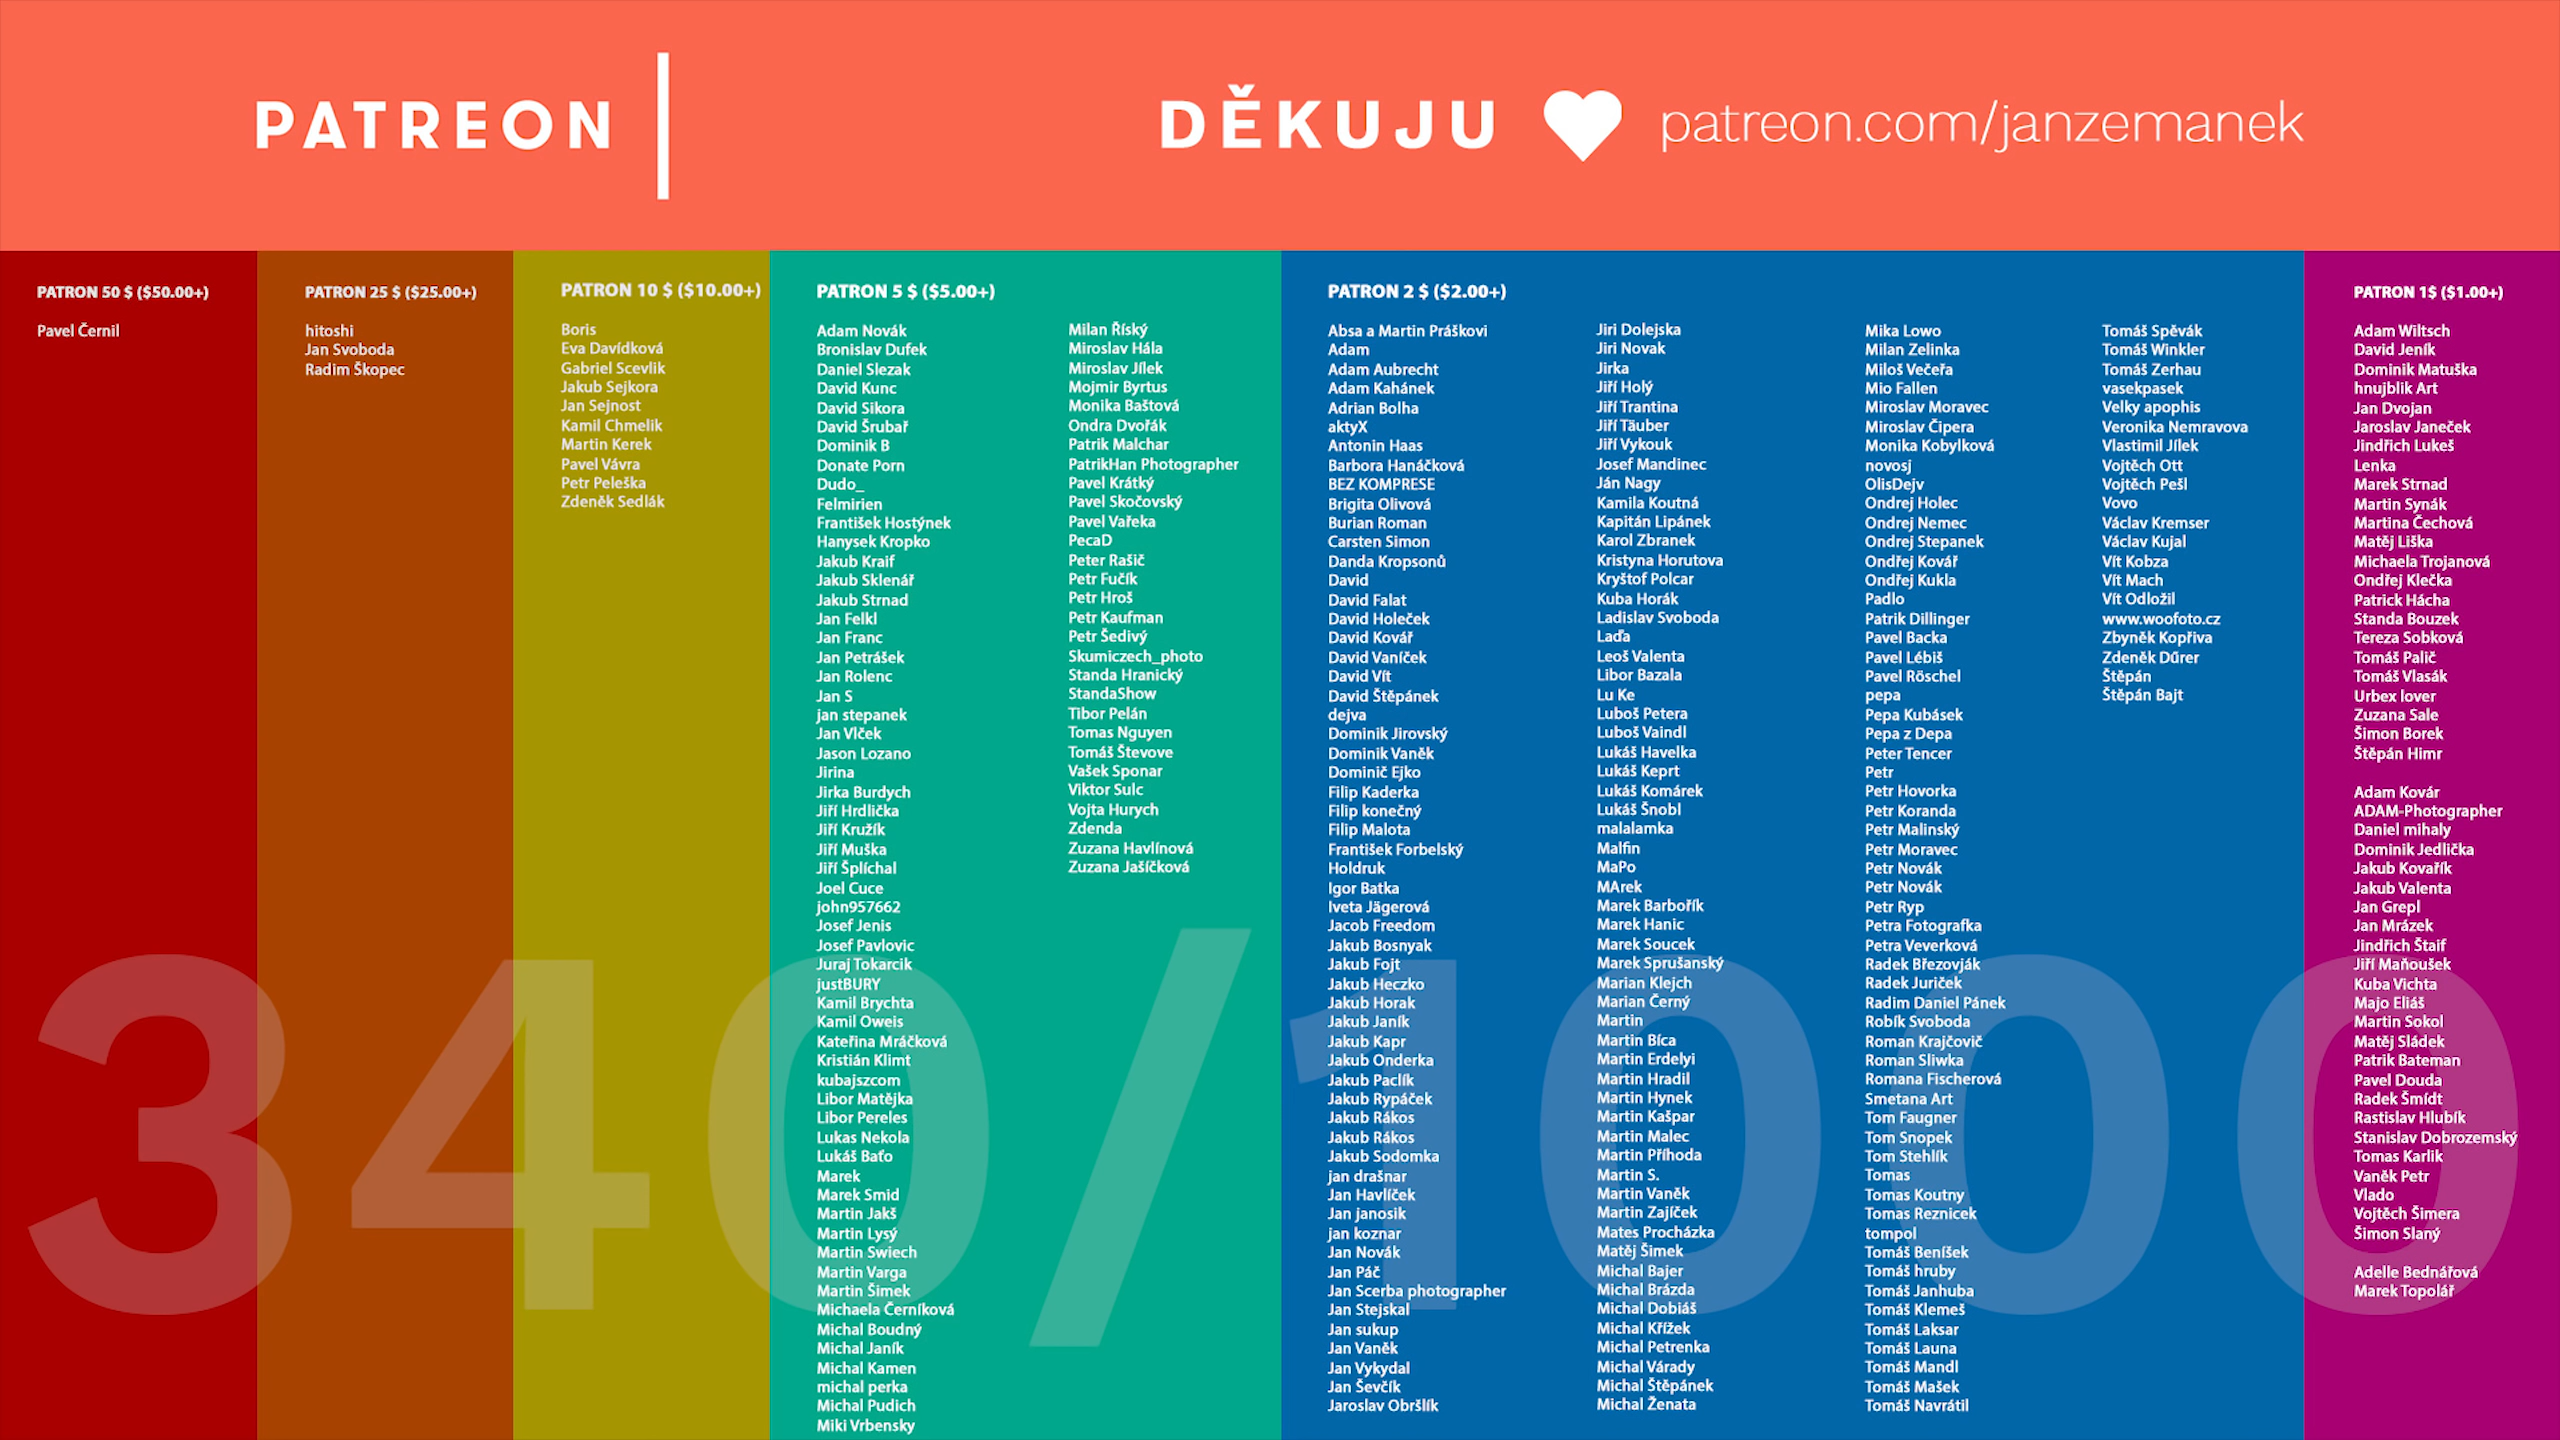 PATREON
DĚKUJU
patreon.com/janzemanek
PATRON 50 $ ($50.00+)
Pavel Černil
PATRON 25 $ ($25.00+)
hitoshi
Jan Svoboda
Radim Škopec
PATRON 10 $ ($10.00+)
Boris
Eva Davídková
Gabriel Scevlik
Jakub Sejkora
Jan Sejnost
Kamil Chmelik
Martin Kerek
Pavel Vávra
Petr Peleška
Zdeněk Sedlák
PATRON 5 $ ($5.00+)
Adam Novák
Bronislav Dufek
Daniel Slezak
David Kunc
David Sikora
David Šrubař
Dominik B
Donate Porn
Dudo_
Felmirien
František Hostýnek
Hanysek Kropko
Jakub Kraif
Jakub Sklenář
Jakub Strnad
Jan Felkl
Jan Franc
Jan Petrášek
Jan Rolenc
Jan S
jan stepanek
Jan Vlček
Jason Lozano
Jirina
Jirka Burdych
Jiří Hrdlička
Jiří Kružík
Jiří Muška
Jiří Šplíchal
Joel Cuce
john957662
Josef Jenis
Josef Pavlovic
Juraj Tokarcik
justBURY
Kamil Brychta
Kamil Oweis
Kateřina Mráčková
Kristián Klimt
kubajszcom
Libor Matějka
Libor Pereles
Lukas Nekola
Lukáš Baťo
Marek
Marek Smid
Martin Jakš
Martin Lysý
Martin Swiech
Martin Varga
Martin Šimek
Michaela Černíková
Michal Boudný
Michal Janík
Michal Kamen
michal perka
Michal Pudich
Miki Vrbensky
Milan Říský
Miroslav Hála
Miroslav Jílek
Mojmir Byrtus
Monika Baštová
Ondra Dvořák
Patrik Malchar
PatrikHan Photographer
Pavel Krátký
Pavel Skočovský
Pavel Vařeka
PecaD
Peter Rašič
Petr Fučík
Petr Hroš
Petr Kaufman
Petr Šedivý
Skumiczech_photo
Standa Hranický
StandaShow
Tibor Pelán
Tomas Nguyen
Tomáš Števove
Vašek Sponar
Viktor Sulc
Vojta Hurych
Zdenda
Zuzana Havlínová
Zuzana Jašíčková
PATRON 2 $ ($2.00+)
Absa a Martin Práškovi
Adam
Adam Aubrecht
Adam Kahánek
Adrian Bolha
aktyX
Antonin Haas
Barbora Hanáčková
BEZ KOMPRESE
Brigita Olivová
Burian Roman
Carsten Simon
Danda Kropsonů
David
David Falat
David Holeček
David Kovář
David Vaníček
David Vít
David Štěpánek
dejva
Dominik Jirovský
Dominik Vaněk
Dominič Ejko
Filip Kaderka
Filip konečný
Filip Malota
František Forbelský
Holdruk
Igor Batka
Iveta Jägerová
Jacob Freedom
Jakub Bosnyak
Jakub Fojt
Jakub Heczko
Jakub Horak
Jakub Janík
Jakub Kapr
Jakub Onderka
Jakub Paclík
Jakub Rypáček
Jakub Rákos
Jakub Rákos
Jakub Sodomka
jan drašnar
Jan Havlíček
Jan janosik
jan koznar
Jan Novák
Jan Páč
Jan Scerba photographer
Jan Stejskal
Jan sukup
Jan Vaněk
Jan Vykydal
Jan Ševčík
Jaroslav Obršlík
Jiri Dolejska
Jiri Novak
Jirka
Jiří Holý
Jiří Trantina
Jiří Täuber
Jiří Vykouk
Josef Mandinec
Ján Nagy
Kamila Koutná
Kapitán Lipánek
Karol Zbranek
Kristyna Horutova
Kryštof Polcar
Kuba Horák
Ladislav Svoboda
Laďa
Leoš Valenta
Libor Bazala
Lu Ke
Luboš Petera
Luboš Vaindl
Lukáš Havelka
Lukáš Keprt
Lukáš Komárek
Lukáš Šnobl
malalamka
Malfin
MaPo
MArek
Marek Barbořík
Marek Hanic
Marek Soucek
Marek Sprušanský
Marian Klejch
Marian Černý
Martin
Martin Bíca
Martin Erdelyi
Martin Hradil
Martin Hynek
Martin Kašpar
Martin Malec
Martin Příhoda
Martin S.
Martin Vaněk
Martin Zajíček
Mates Procházka
Matěj Šimek
Michal Bajer
Michal Brázda
Michal Dobiáš
Michal Křížek
Michal Petrenka
Michal Várady
Michal Štěpánek
Michal Ženata
Mika Lowo
Milan Zelinka
Miloš Večeřa
Mio Fallen
Miroslav Moravec
Miroslav Čipera
Monika Kobylková
novosj
OlisDejv
Ondrej Holec
Ondrej Nemec
Ondrej Stepanek
Ondřej Kovář
Ondřej Kukla
Padlo
Patrik Dillinger
Pavel Backa
Pavel Lébiš
Pavel Röschel
pepa
Pepa Kubásek
Pepa z Depa
Peter Tencer
Petr
Petr Hovorka
Petr Koranda
Petr Malinský
Petr Moravec
Petr Novák
Petr Novák
Petr Ryp
Petra Fotografka
Petra Veverková
Radek Březovják
Radek Juriček
Radim Daniel Pánek
Robík Svoboda
Roman Krajčovič
Roman Sliwka
Romana Fischerová
Smetana Art
Tom Faugner
Tom Snopek
Tom Stehlík
Tomas
Tomas Koutny
Tomas Reznicek
tompol
Tomáš Beníšek
Tomáš hruby
Tomáš Janhuba
Tomáš Klemeš
Tomáš Laksar
Tomáš Launa
Tomáš Mandl
Tomáš Mašek
Tomáš Navrátil
Tomáš Spěvák
Tomáš Winkler
Tomáš Zerhau
vasekpasek
Velky apophis
Veronika Nemravova
Vlastimil Jílek
Vojtěch Ott
Vojtěch Pešl
Vovo
Václav Kremser
Václav Kujal
Vít Kobza
Vít Mach
Vít Odložil
www.woofoto.cz
Zbyněk Kopřiva
Zdeněk Dűrer
Štěpán
Štěpán Bajt
PATRON 1$ ($1.00+)
Adam Wiltsch
David Jeník
Dominik Matuška
hnujblik Art
Jan Dvojan
Jaroslav Janeček
Jindřich Lukeš
Lenka
Marek Strnad
Martin Synák
Martina Čechová
Matěj Liška
Michaela Trojanová
Ondřej Klečka
Patrick Hácha
Standa Bouzek
Tereza Sobková
Tomáš Palič
Tomáš Vlasák
Urbex lover
Zuzana Sale
Šimon Borek
Štěpán Himr
Adam Kovár
ADAM-Photographer
Daniel mihaly
Dominik Jedlička
Jakub Kovařík
Jakub Valenta
Jan Grepl
Jan Mrázek
Jindřich Štaif
Jiří Maňoušek
Kuba Vichta
Majo Eliáš
Martin Sokol
Matěj Sládek
Patrik Bateman
Pavel Douda
Radek Šmídt
Rastislav Hlubík
Stanislav Dobrozemský
Tomas Karlik
Vaněk Petr
Vlado
Vojtěch Šimera
Šimon Slaný
Adelle Bednářová
Marek Topolář
340/1000